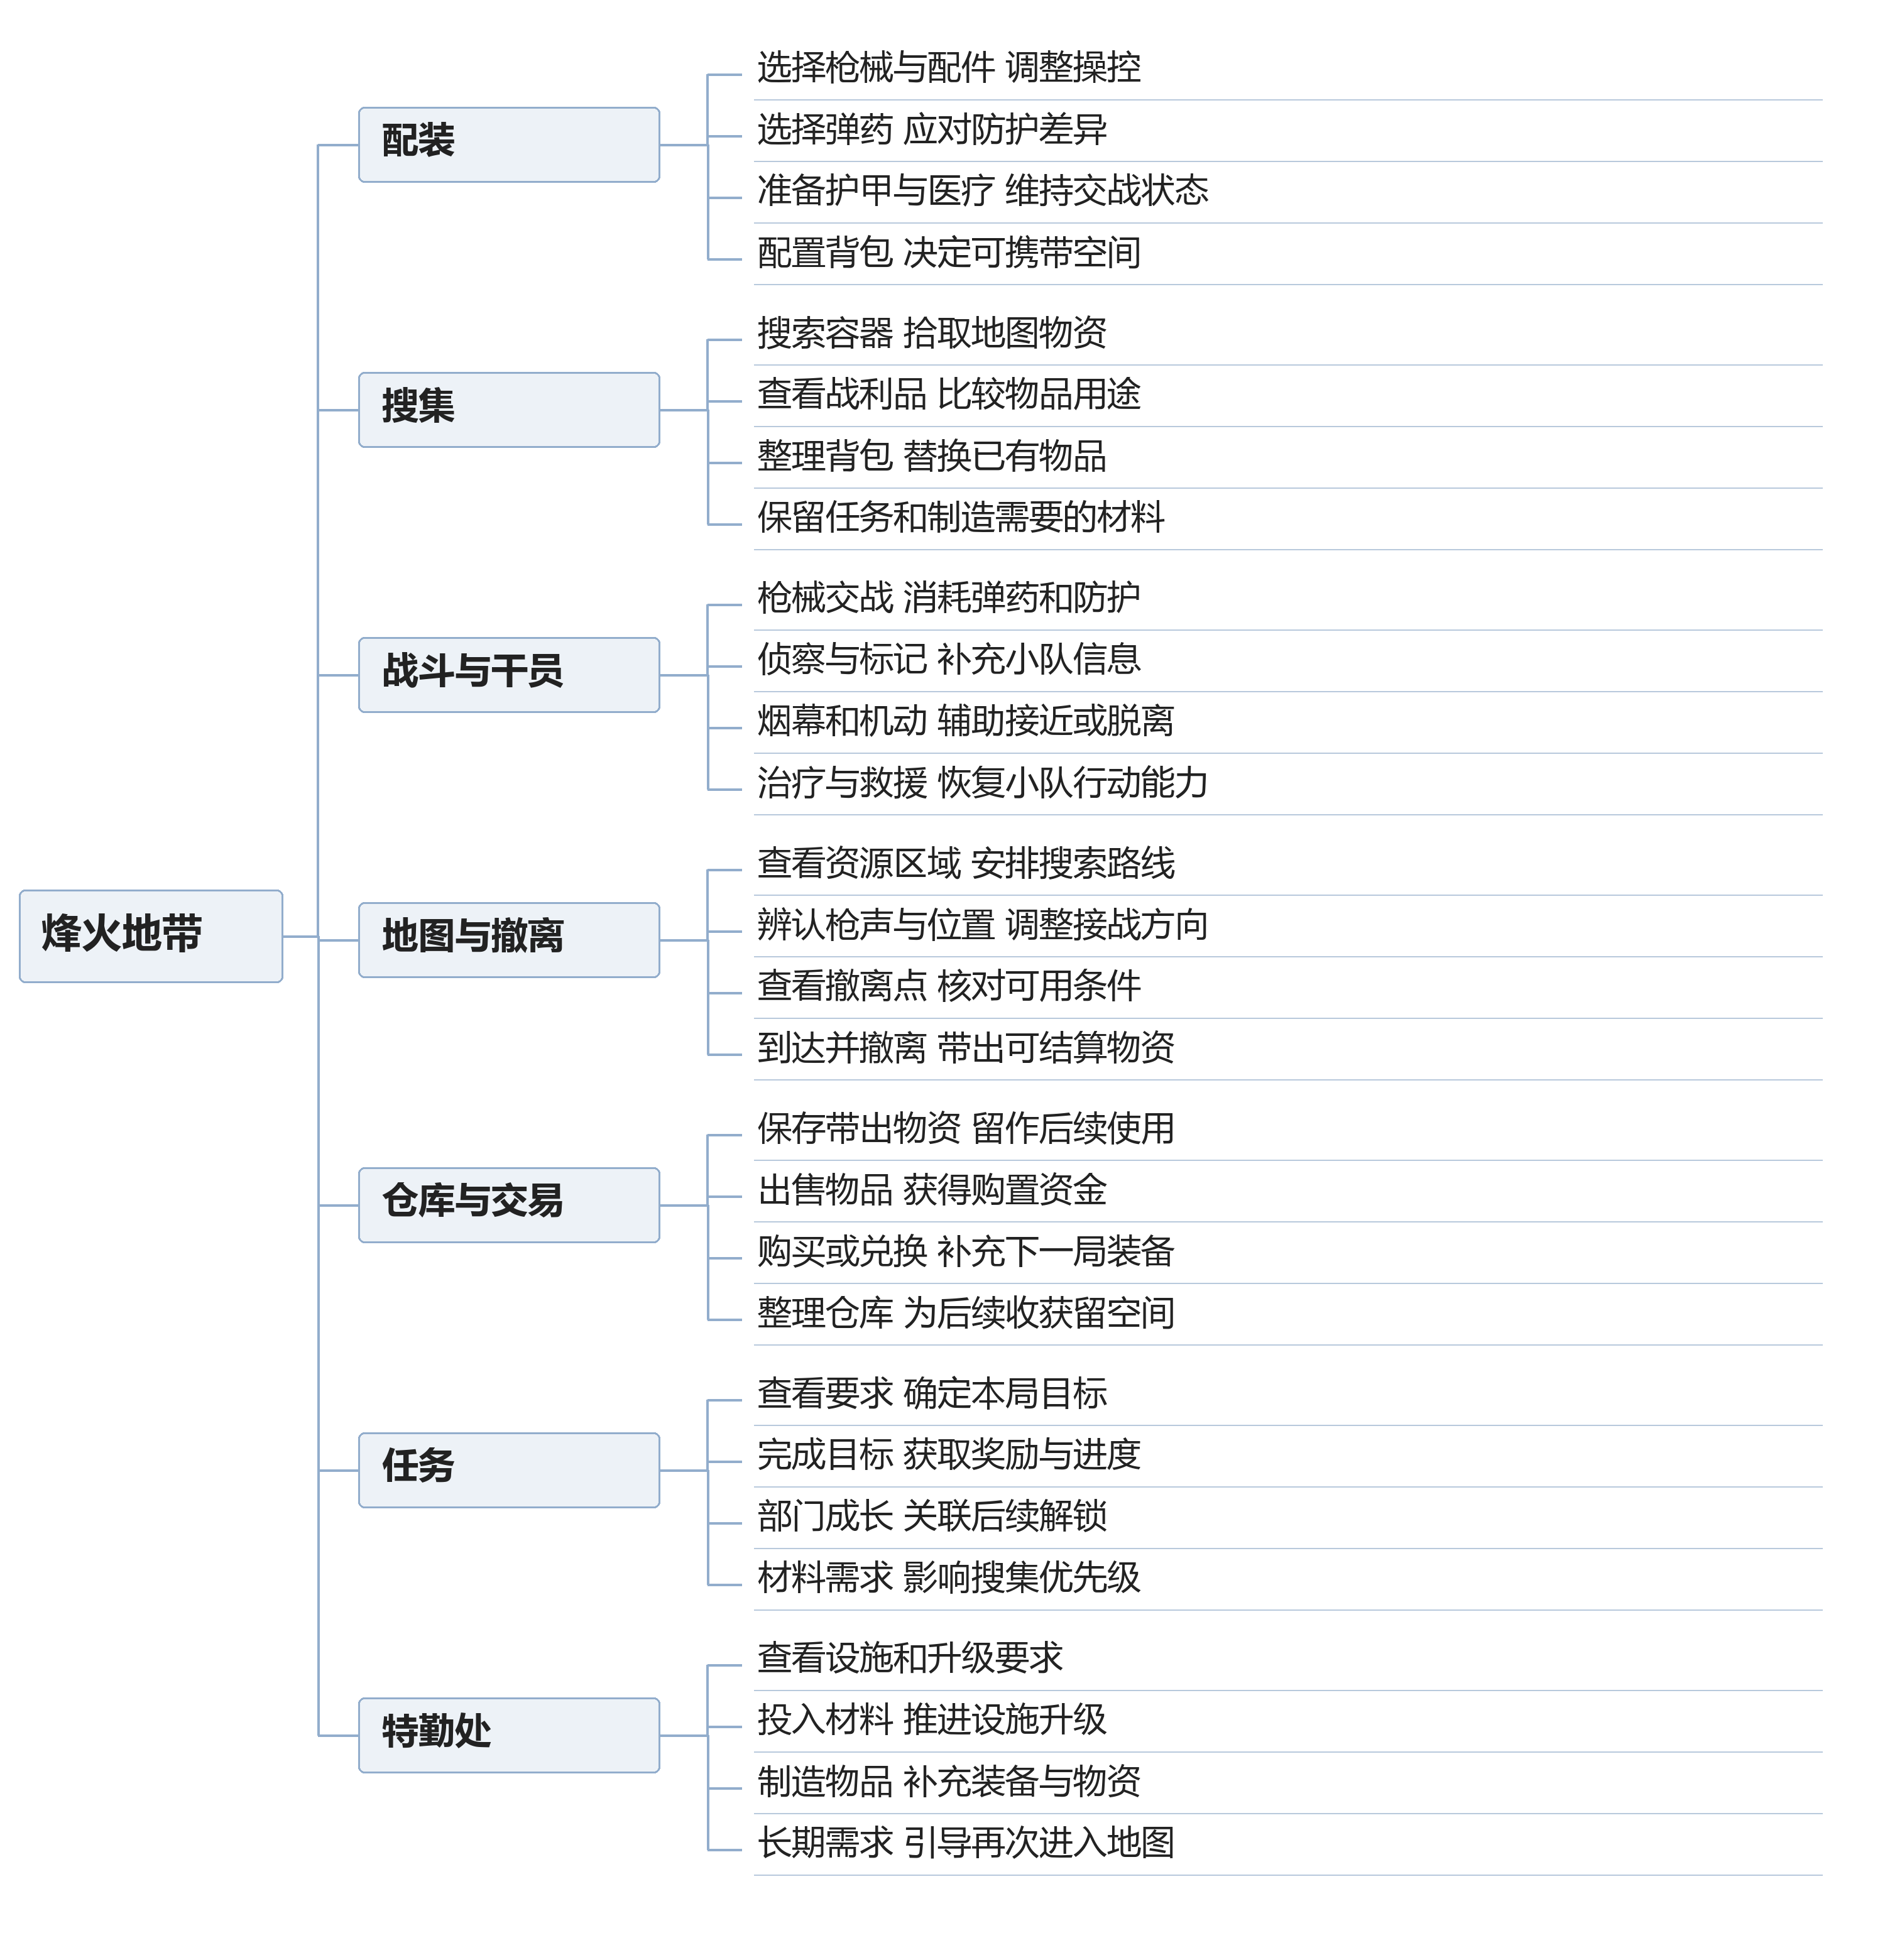 烽火地带
配装
选择枪械与配件 调整操控
选择弹药 应对防护差异
准备护甲与医疗 维持交战状态
配置背包 决定可携带空间
搜集
搜索容器 拾取地图物资
查看战利品 比较物品用途
整理背包 替换已有物品
保留任务和制造需要的材料
战斗与干员
枪械交战 消耗弹药和防护
侦察与标记 补充小队信息
烟幕和机动 辅助接近或脱离
治疗与救援 恢复小队行动能力
地图与撤离
查看资源区域 安排搜索路线
辨认枪声与位置 调整接战方向
查看撤离点 核对可用条件
到达并撤离 带出可结算物资
仓库与交易
保存带出物资 留作后续使用
出售物品 获得购置资金
购买或兑换 补充下一局装备
整理仓库 为后续收获留空间
任务
查看要求 确定本局目标
完成目标 获取奖励与进度
部门成长 关联后续解锁
材料需求 影响搜集优先级
特勤处
查看设施和升级要求
投入材料 推进设施升级
制造物品 补充装备与物资
长期需求 引导再次进入地图